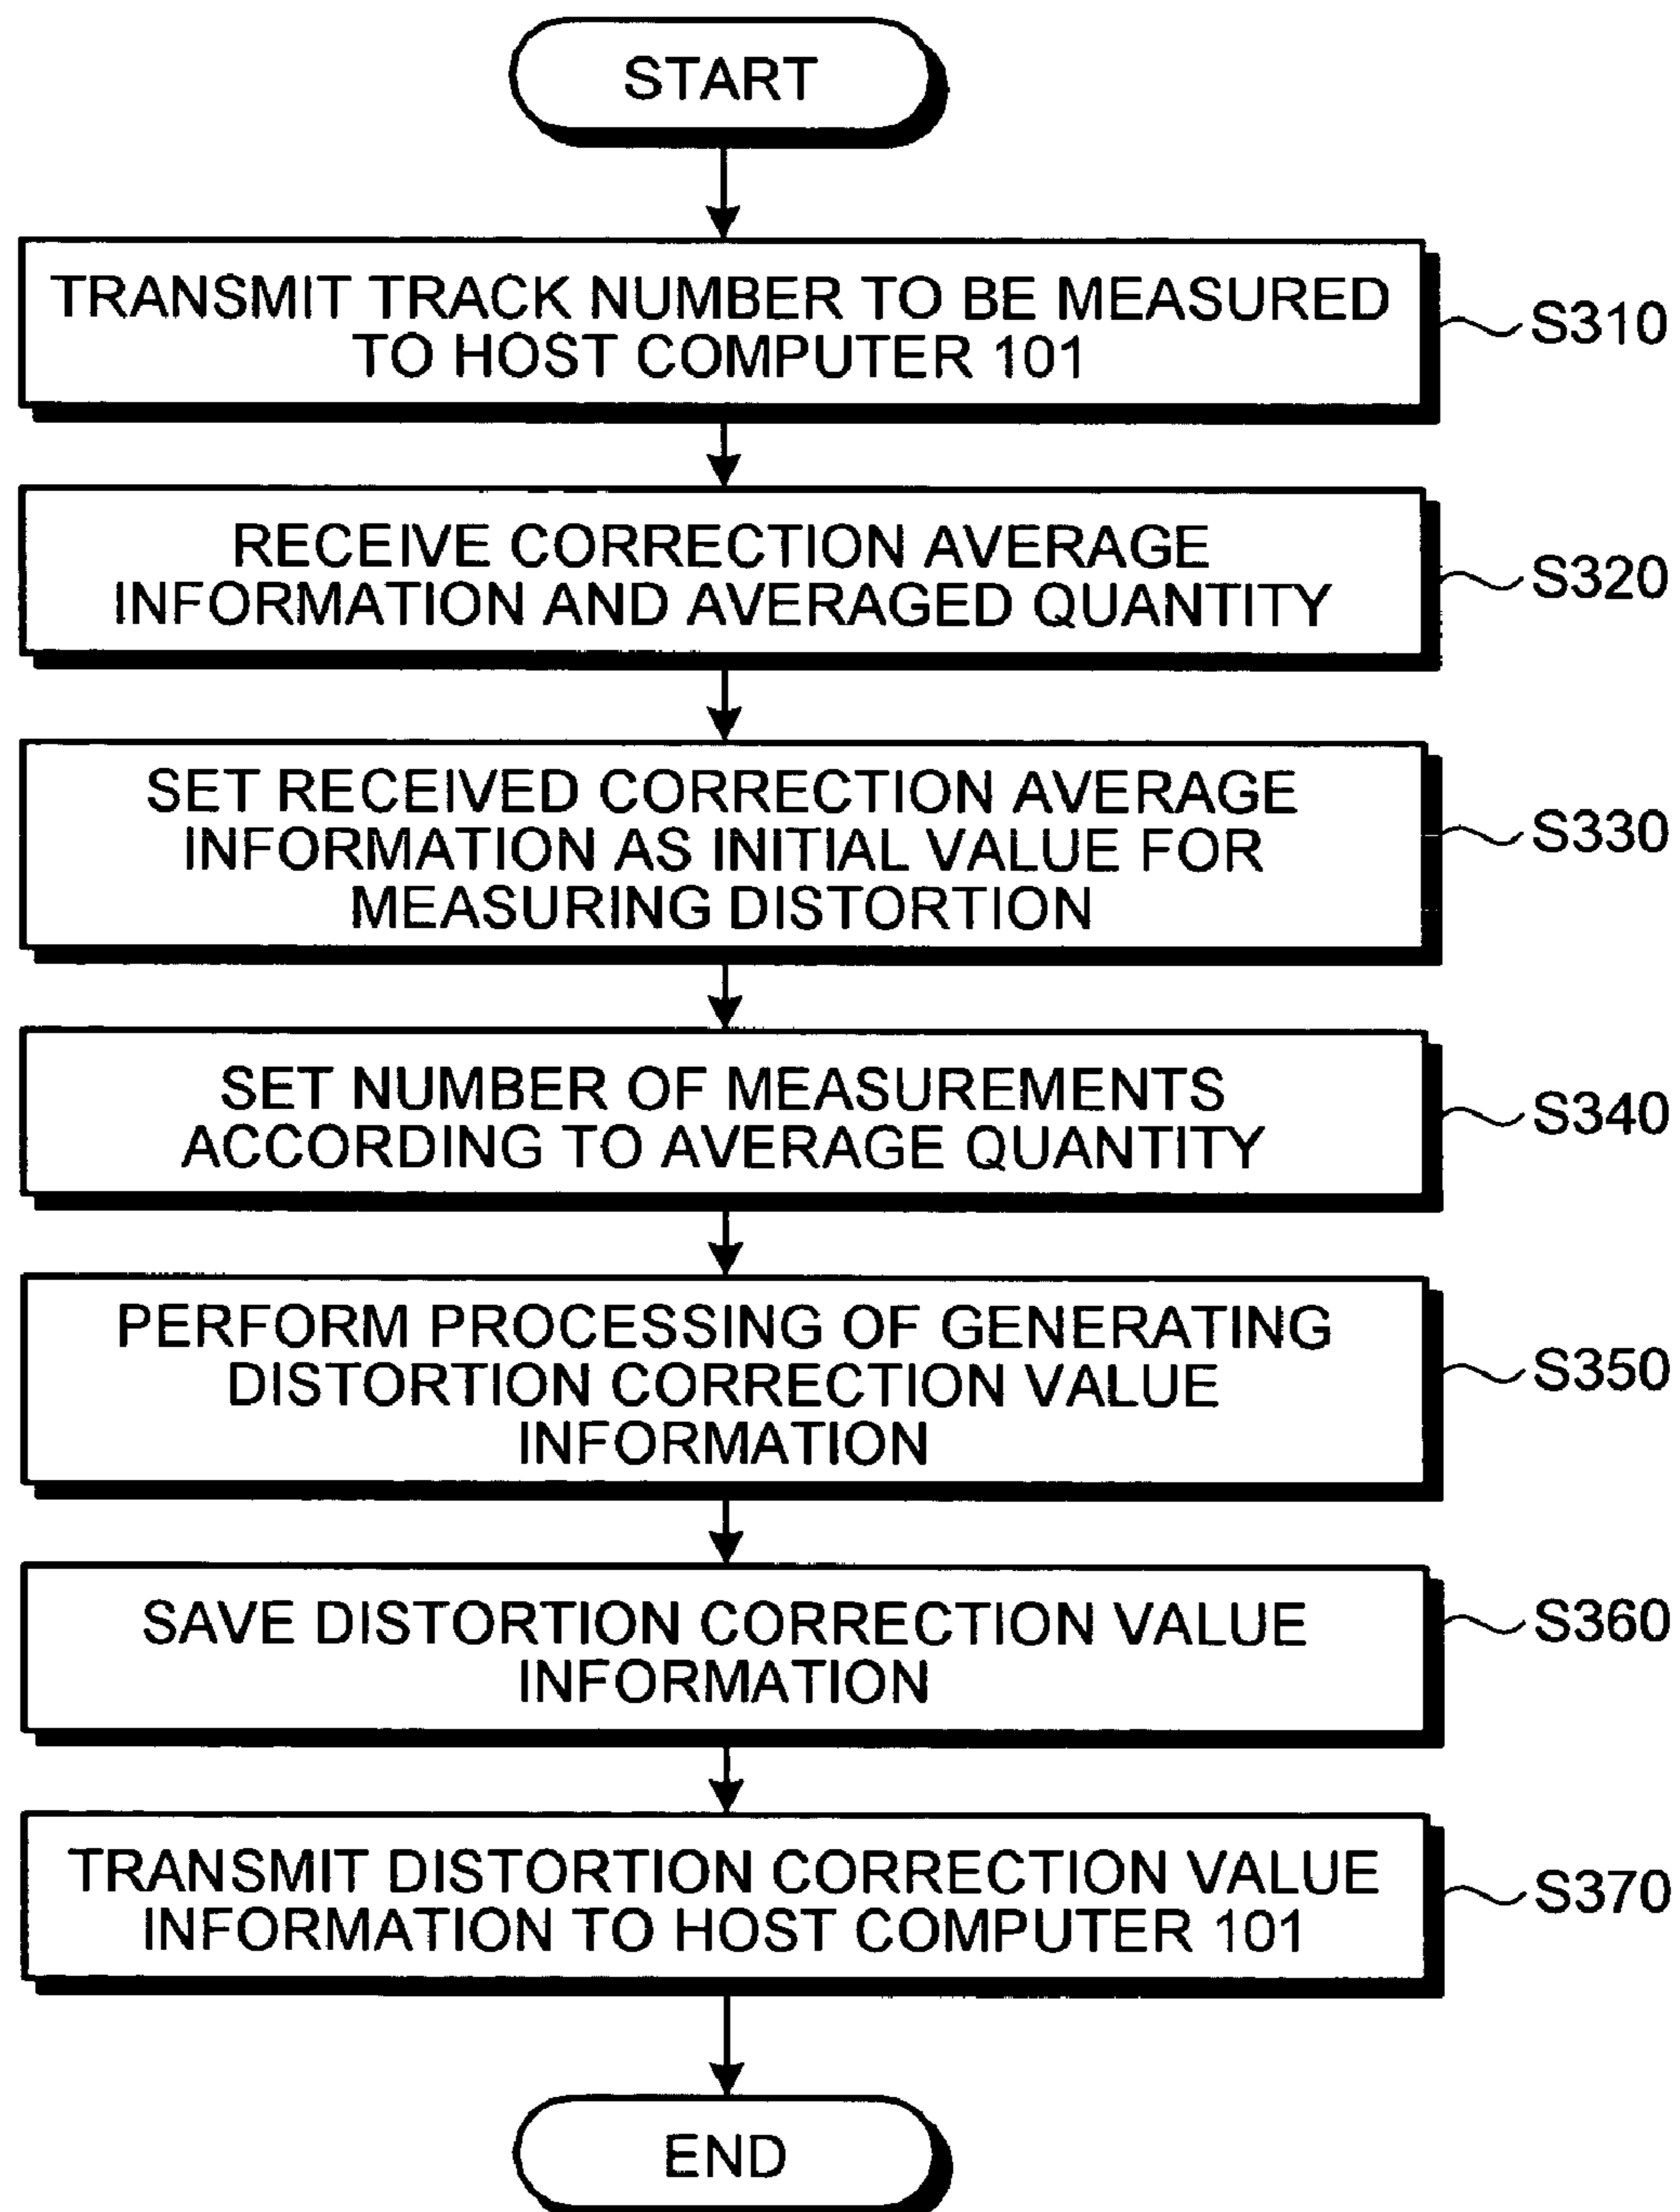 START
TRANSMIT TRACK NUMBER TO BE MEASURED
TO HOST COMPUTER 101
S310
RECEIVE CORRECTION AVERAGE
INFORMATION AND AVERAGED QUANTITY
S320
SET RECEIVED CORRECTION AVERAGE
INFORMATION AS INITIAL VALUE FOR
MEASURING DISTORTION
S330
SET NUMBER OF MEASUREMENTS
ACCORDING TO AVERAGE QUANTITY
S340
PERFORM PROCESSING OF GENERATING
DISTORTION CORRECTION VALUE
INFORMATION
S350
SAVE DISTORTION CORRECTION VALUE
INFORMATION
S360
TRANSMIT DISTORTION CORRECTION VALUE
INFORMATION TO HOST COMPUTER 101
S370
END